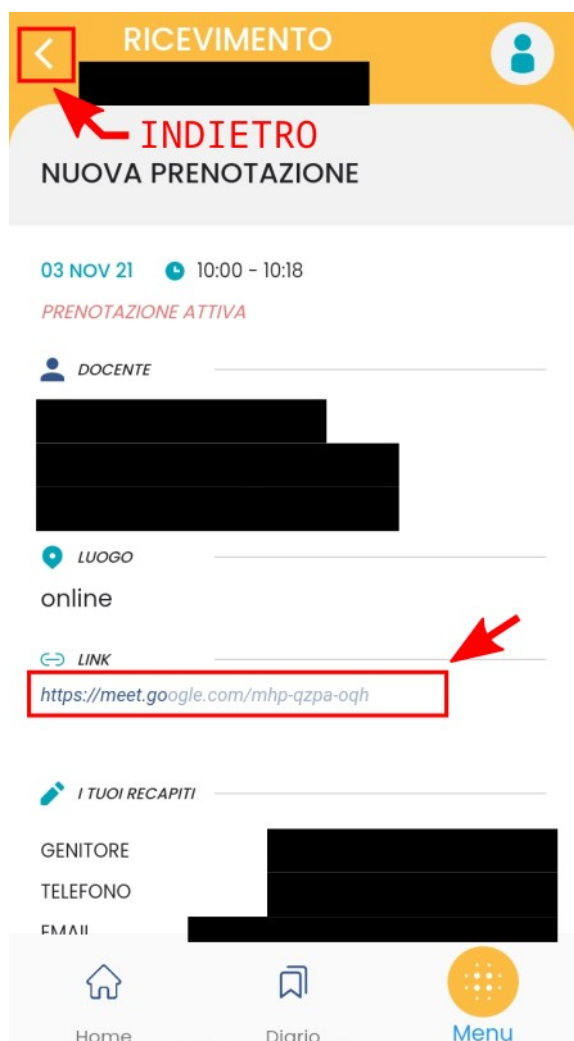 RICEVIMENTO
INDIETRO
NUOVA PRENOTAZIONE
03 NOV 21 10:00 - 10:18
PRENOTAZIONE ATTIVA
DOCENTE
LUOGO
online
LINK
https://meet.google.com/mhp-qzpa-oqh
I TUOI RECAPITI
GENITORE
TELEFONO
EMAIL
Home Diario Menu